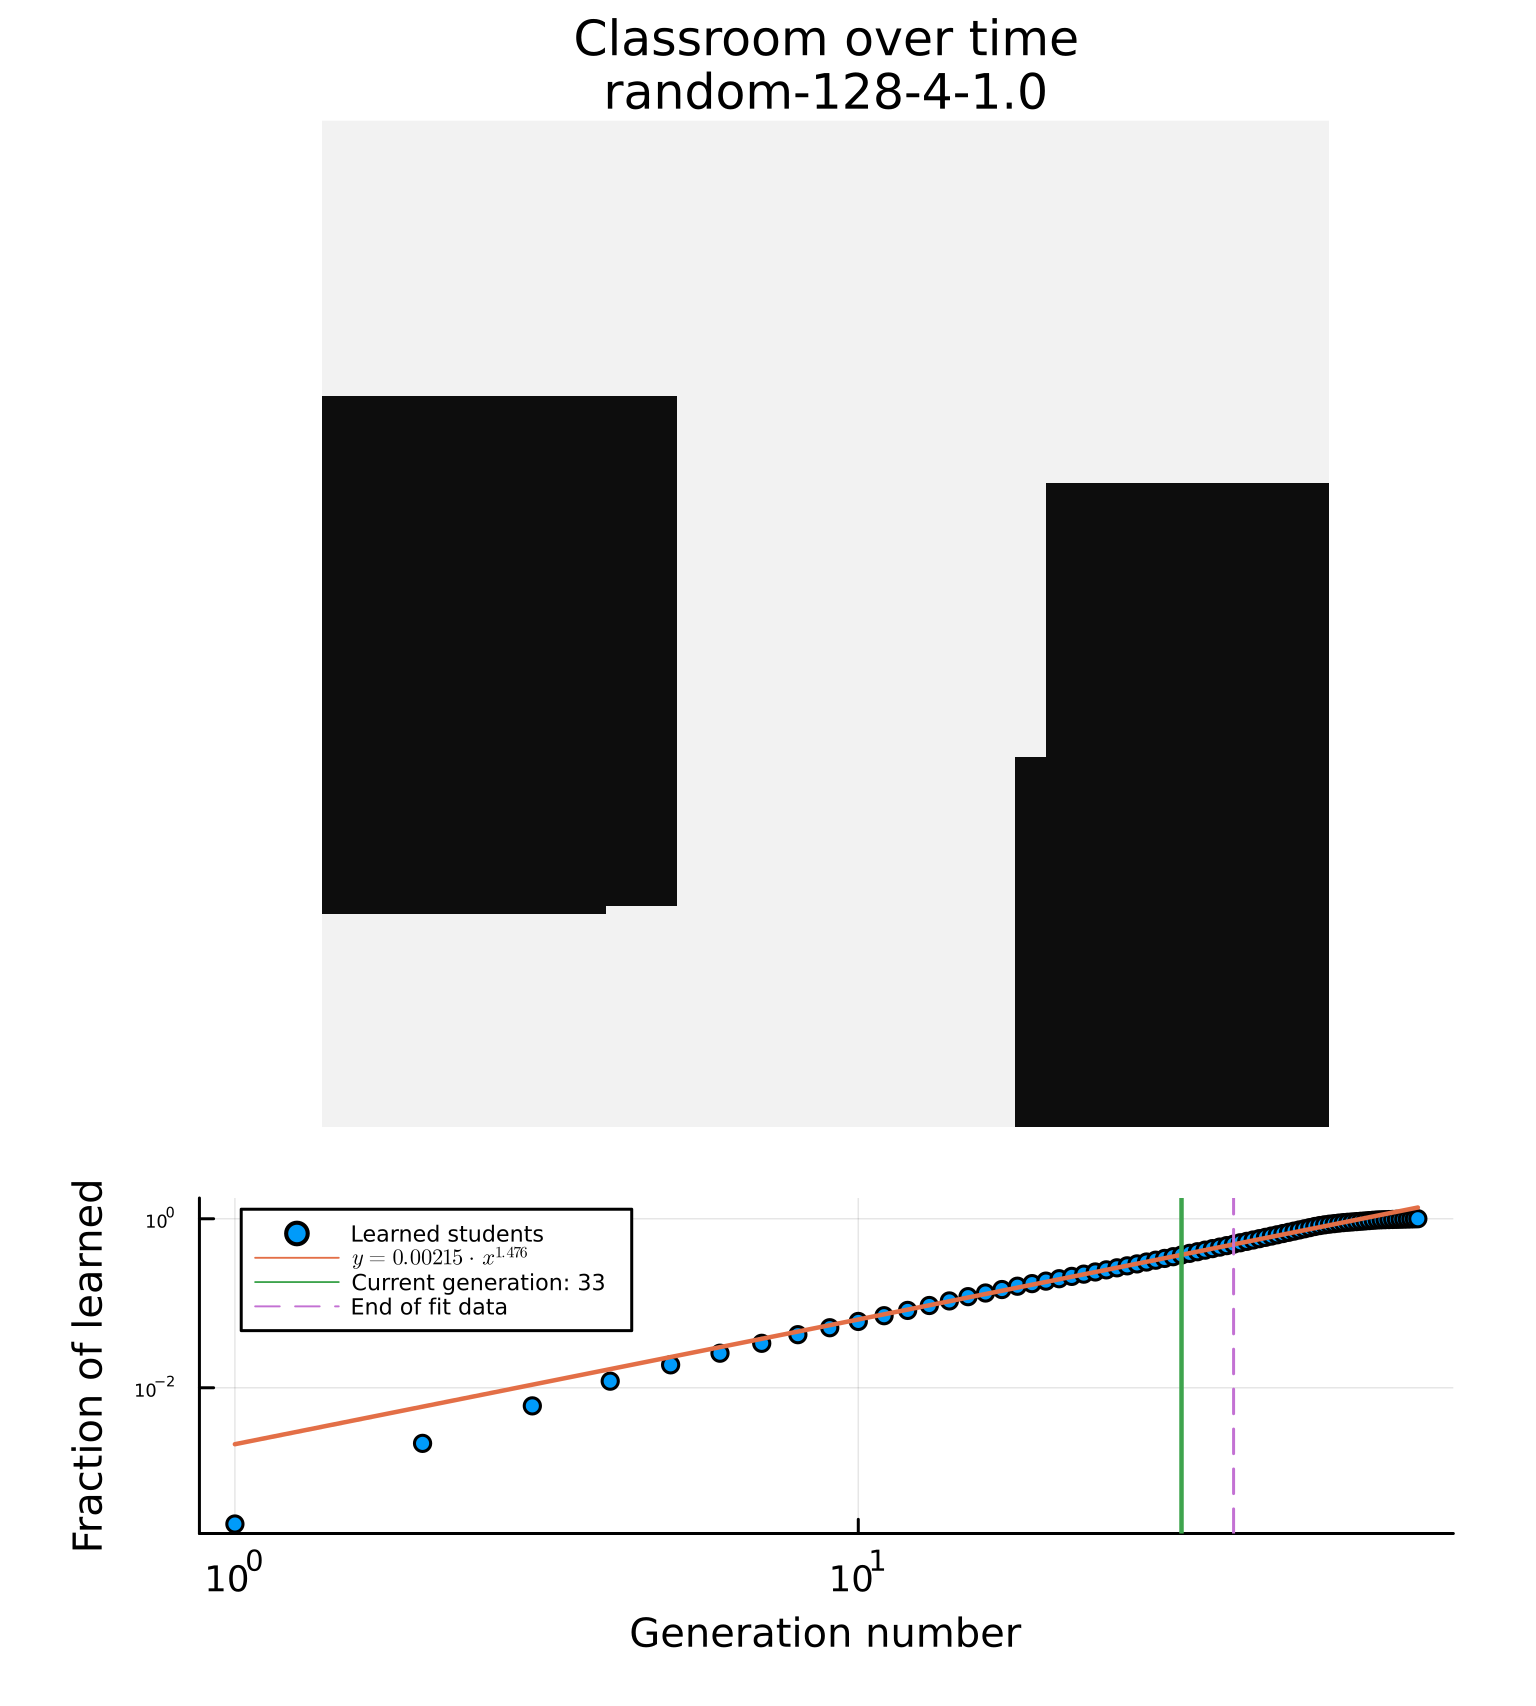 Classroom over time
random-128-4-1.0
Fraction of learned
10^0
10^-2
Learned students
y = 0.00215 · x^1.476
Current generation: 33
End of fit data
10^0
10^1
Generation number